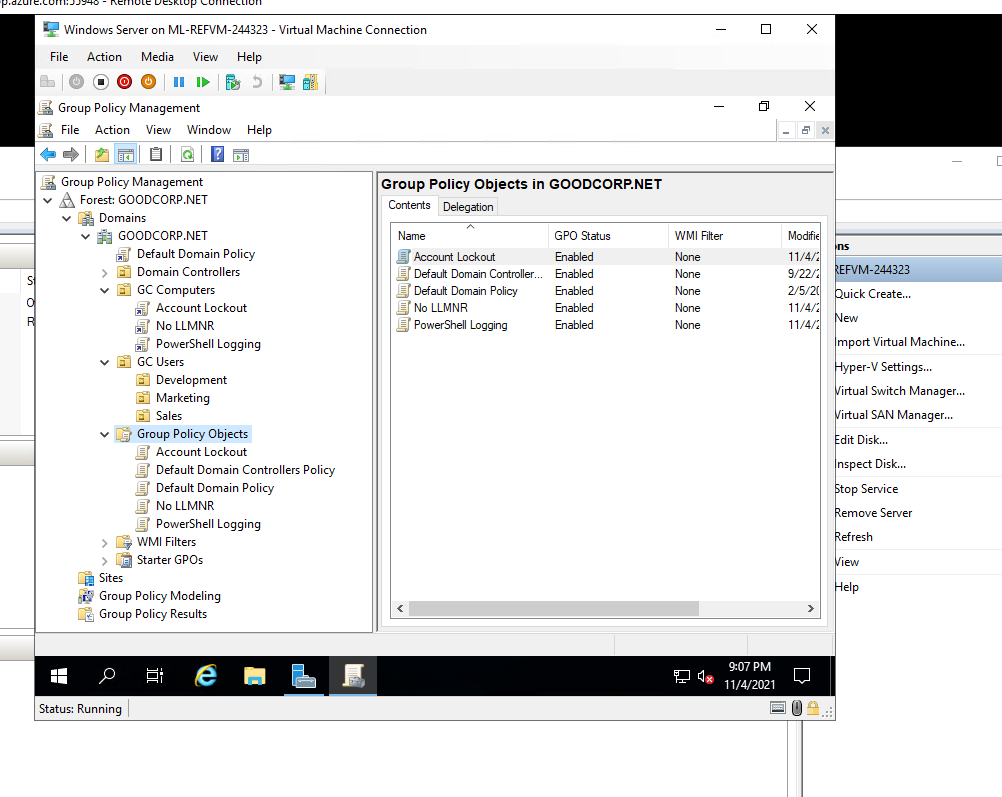 p.azure.com:55948 - Remote Desktop Connection
Windows Server on ML-REFVM-244323 - Virtual Machine Connection
File Action Media View Help
Group Policy Management
File Action View Window Help
Group Policy Management
Forest: GOODCORP.NET
Domains
GOODCORP.NET
Default Domain Policy
Domain Controllers
GC Computers
Account Lockout
No LLMNR
PowerShell Logging
GC Users
Development
Marketing
Sales
Group Policy Objects
Account Lockout
Default Domain Controllers Policy
Default Domain Policy
No LLMNR
PowerShell Logging
WMI Filters
Starter GPOs
Sites
Group Policy Modeling
Group Policy Results
Group Policy Objects in GOODCORP.NET
Contents Delegation
Name GPO Status WMI Filter Modifie
Account Lockout Enabled None 11/4/2
Default Domain Controller... Enabled None 9/22/2
Default Domain Policy Enabled None 2/5/20
No LLMNR Enabled None 11/4/2
PowerShell Logging Enabled None 11/4/2
ns
REFVM-244323
Quick Create...
New
Import Virtual Machine...
Hyper-V Settings...
Virtual Switch Manager...
Virtual SAN Manager...
Edit Disk...
Inspect Disk...
Stop Service
Remove Server
Refresh
View
Help
9:07 PM
11/4/2021
Status: Running